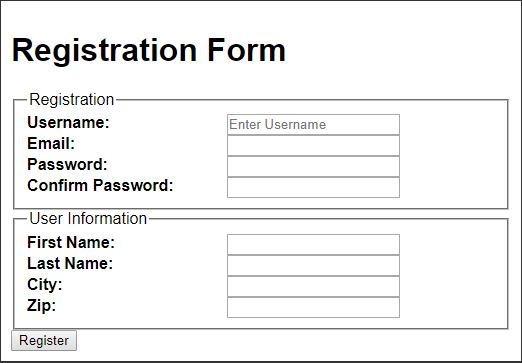 Registration Form
Registration
Username: Enter Username
Email:
Password:
Confirm Password:
User Information
First Name:
Last Name:
City:
Zip:
Register